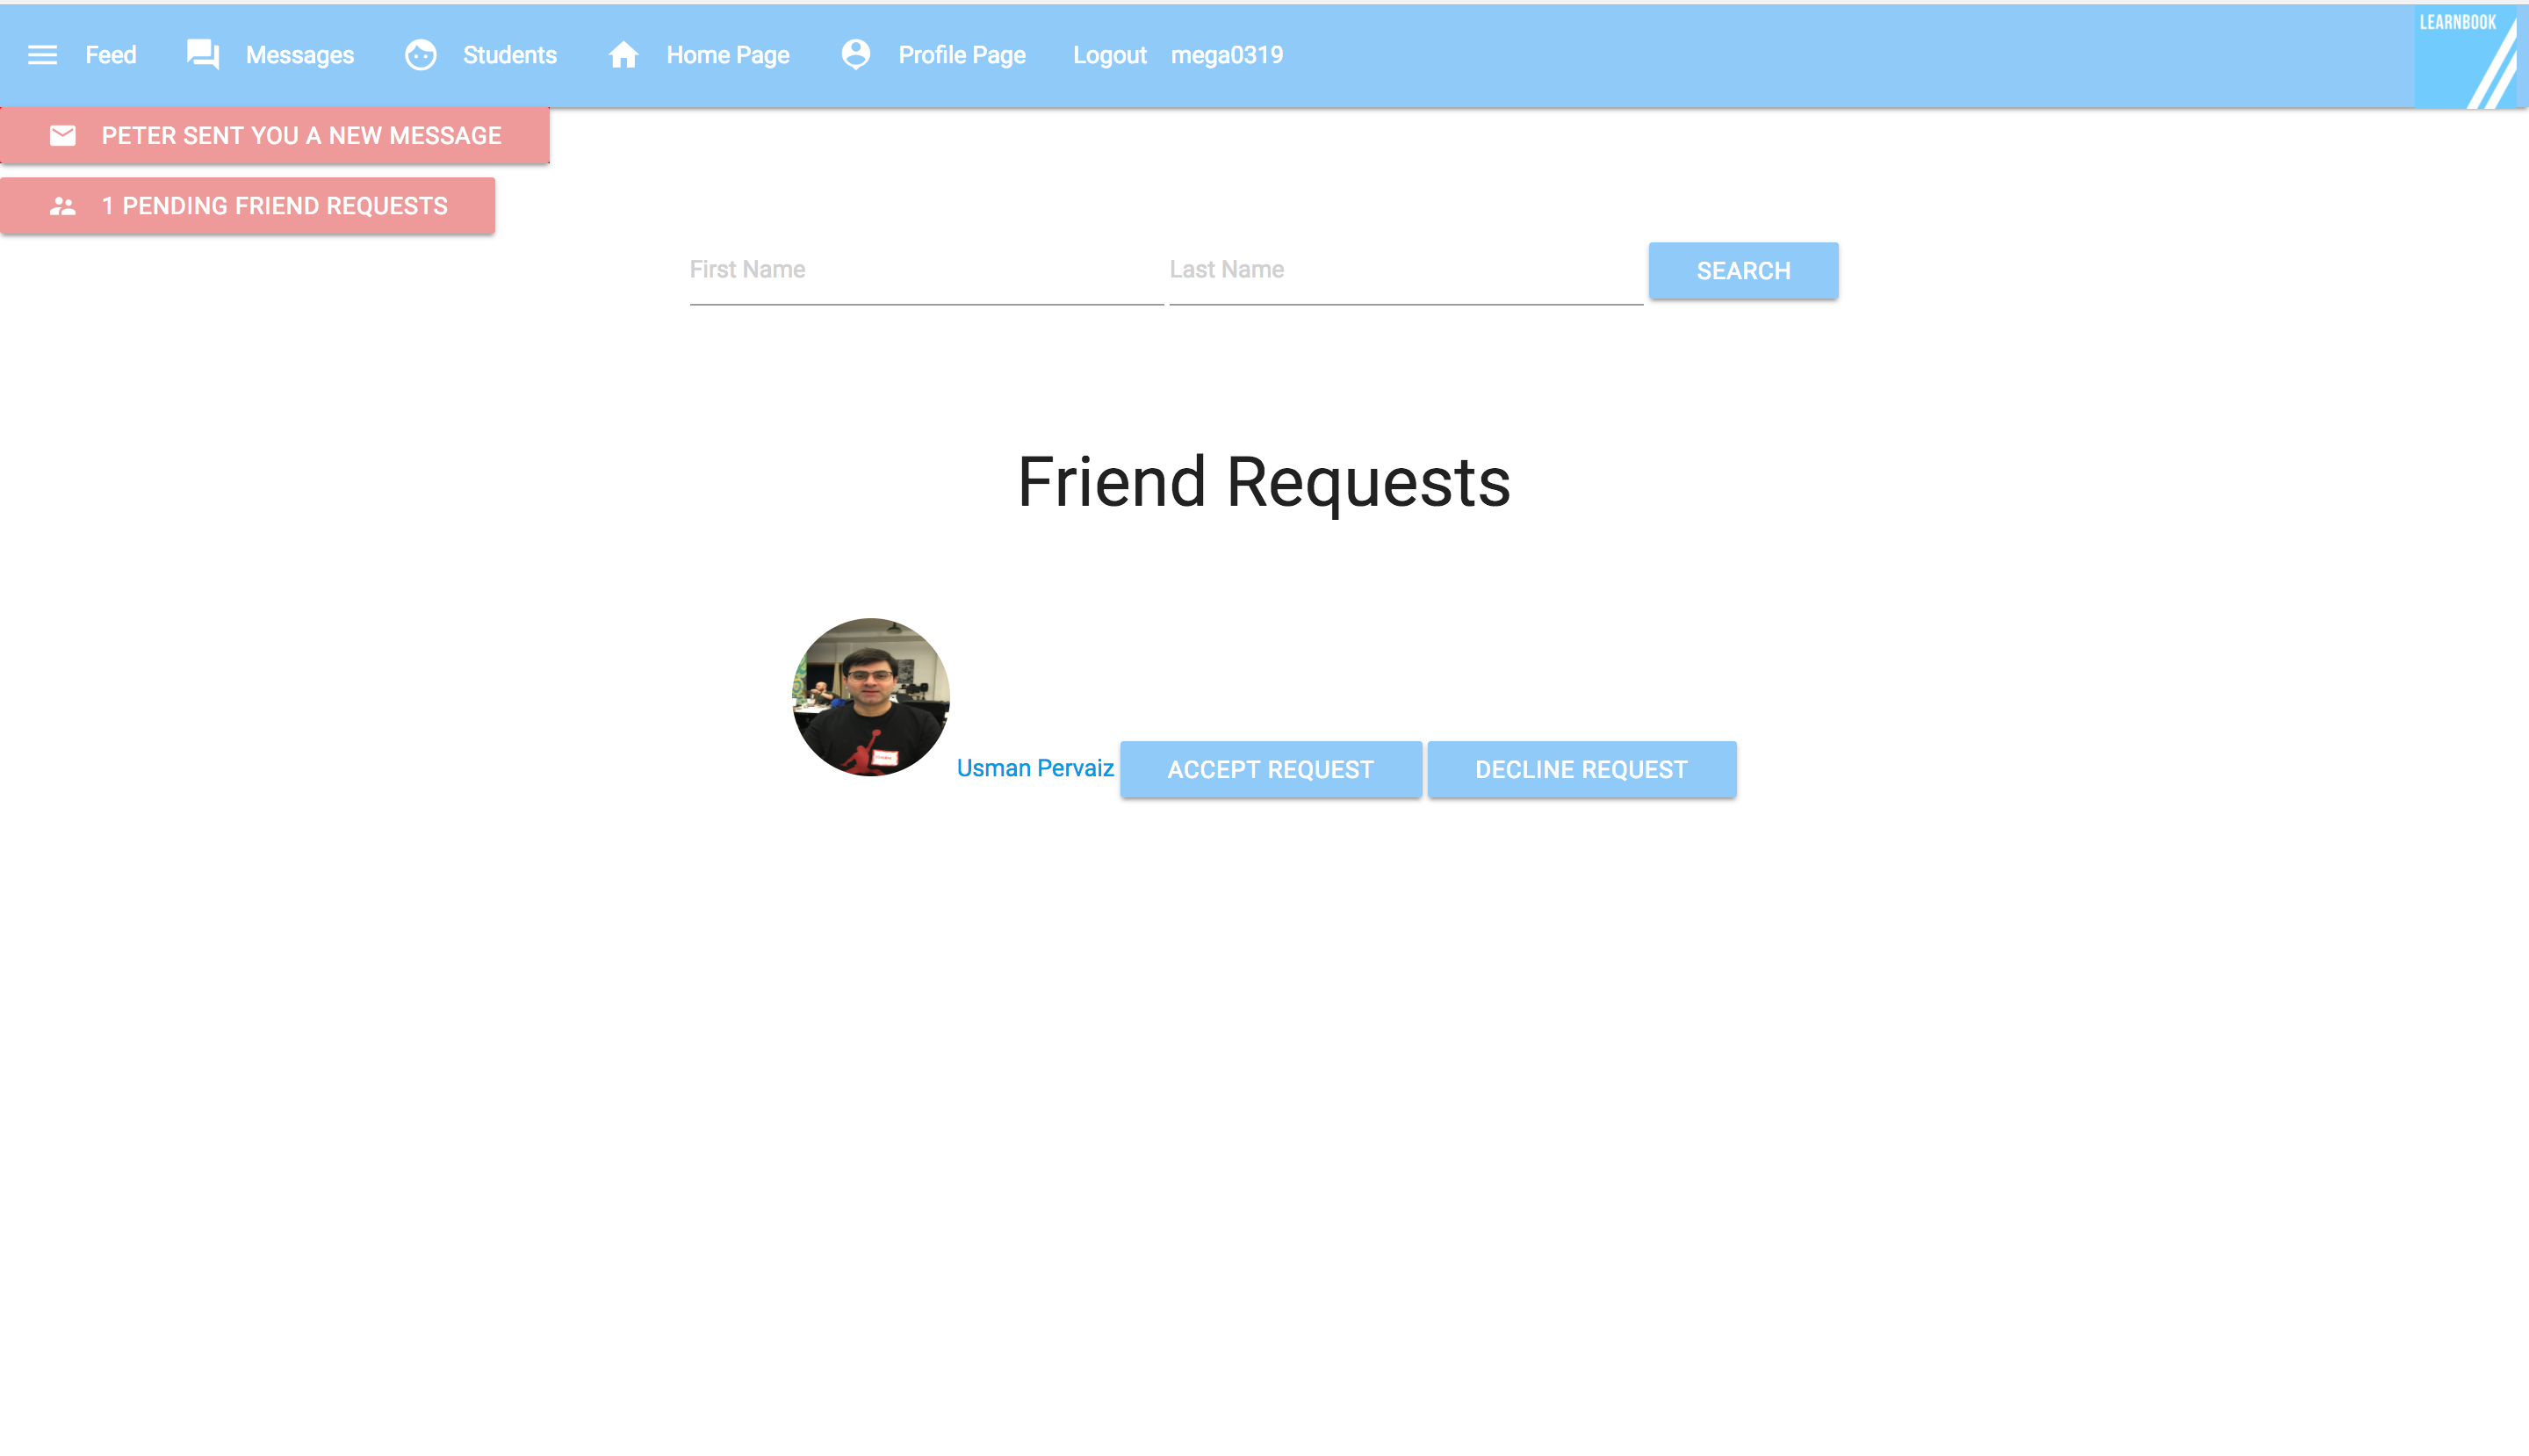 Feed Messages Students Home Page Profile Page Logout mega0319
LEARNBOOK
PETER SENT YOU A NEW MESSAGE
1 PENDING FRIEND REQUESTS
First Name Last Name SEARCH
Friend Requests
Usman Pervaiz ACCEPT REQUEST DECLINE REQUEST